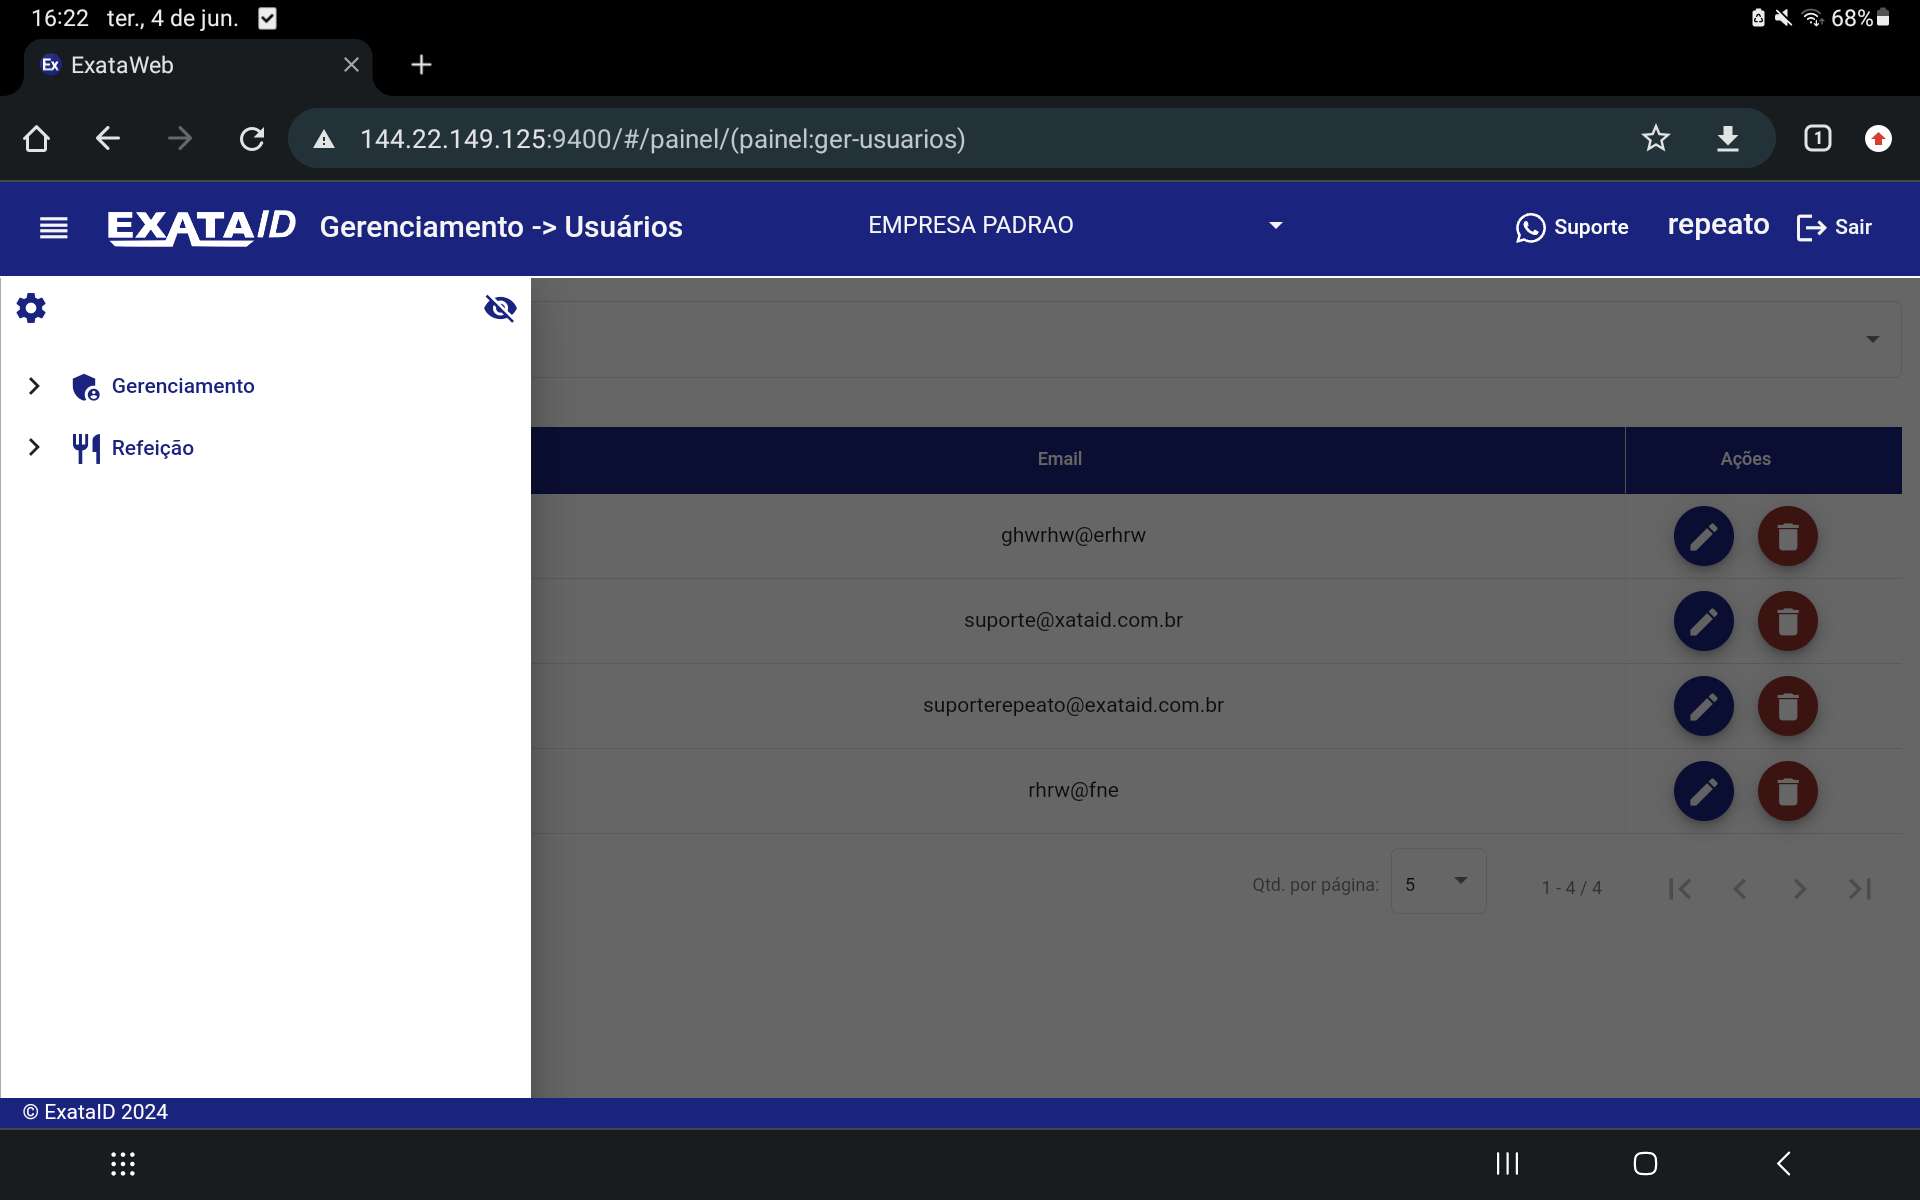 16:22 ter., 4 de jun. 68%
Ex ExataWeb
144.22.149.125:9400/#/painel/(painel:ger-usuarios)
1
EXATAID Gerenciamento -> Usuários EMPRESA PADRAO Suporte repeato Sair
Gerenciamento
Refeição
Email Ações
ghwrhw@erhrw
suporte@xataid.com.br
suporterepeato@exataid.com.br
rhrw@fne
Qtd. por página: 5 1 - 4 / 4
© ExataID 2024